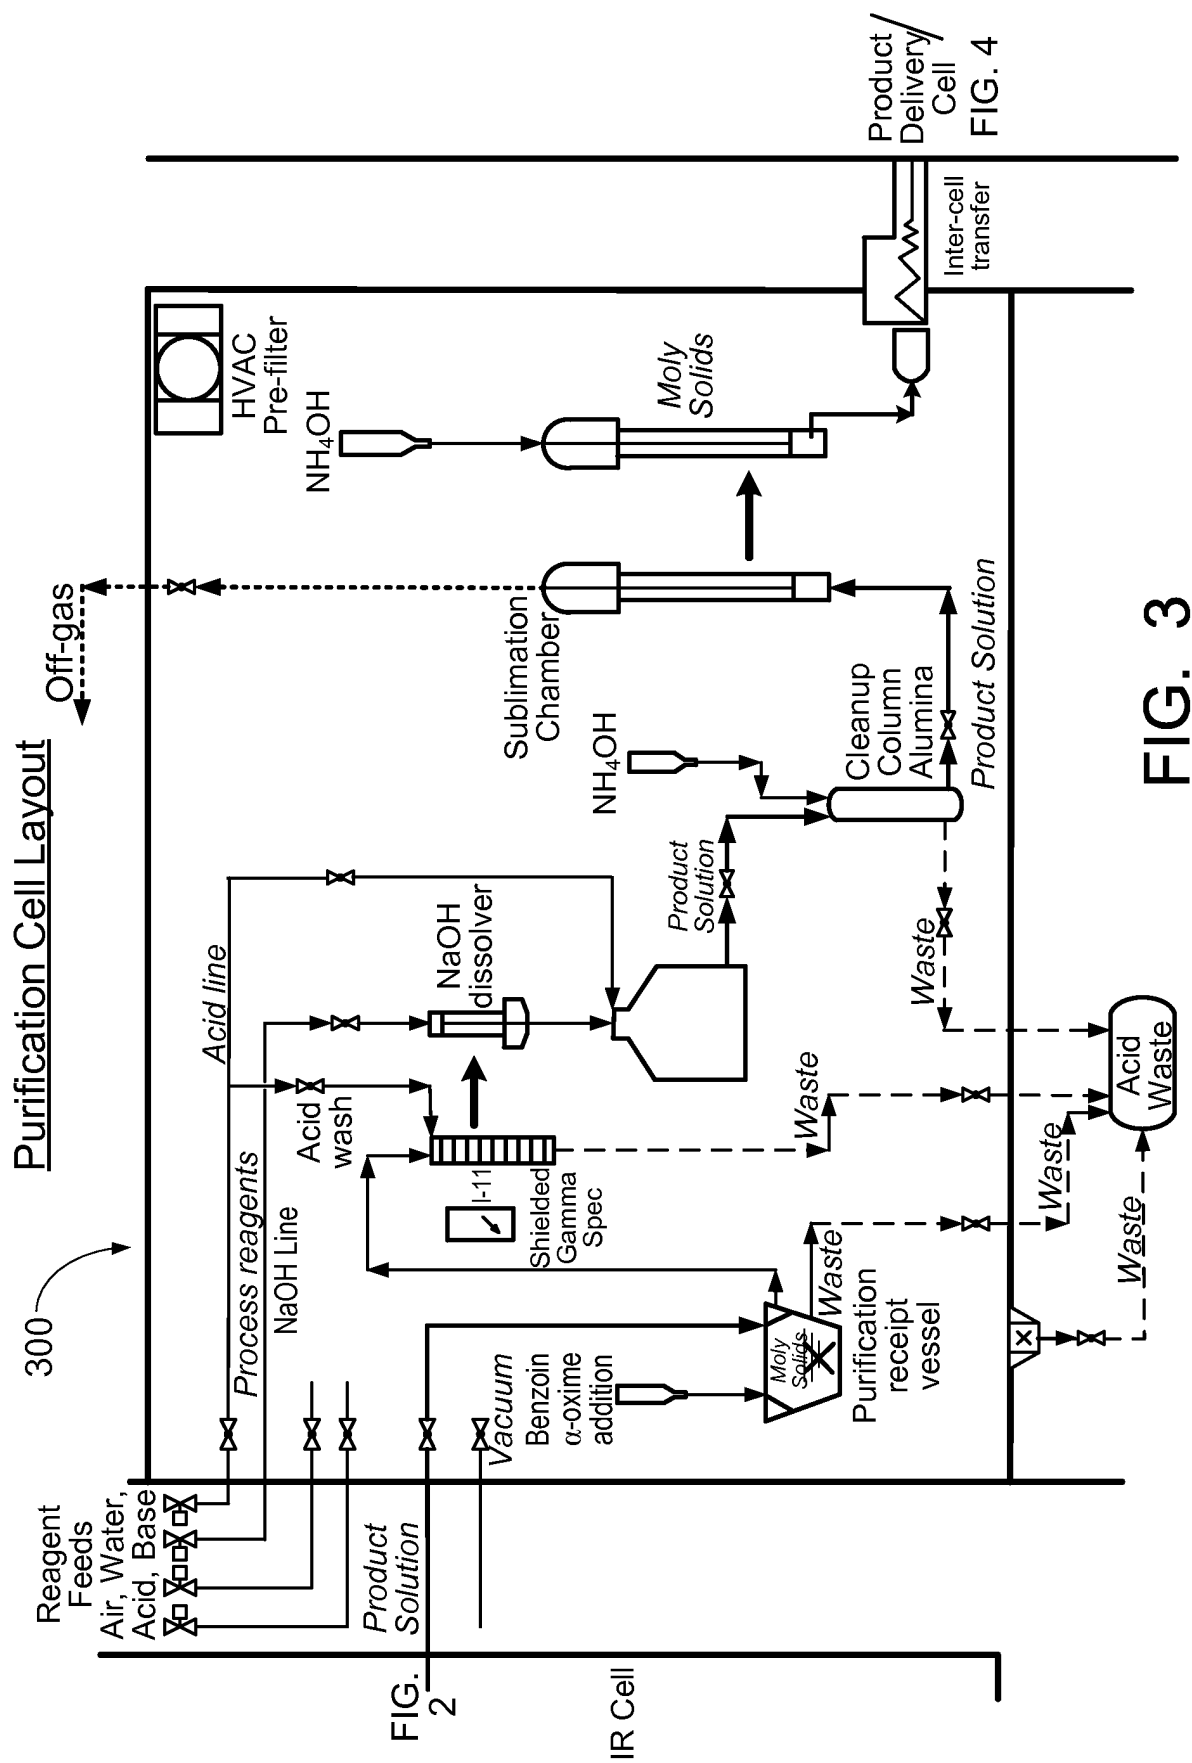 Purification Cell Layout
300
Off-gas
Reagent
Feeds
Air, Water,
Acid, Base
Acid line
Process reagents
NaOH Line
Acid
wash
NaOH
dissolver
Sublimation
Chamber
NH₄OH
HVAC
Pre-filter
Product
Solution
FIG.
2
IR Cell
Vacuum
Benzoin
α-oxime
addition
Moly
Solids
Purification
receipt
vessel
Waste
I-11
Shielded
Gamma
Spec
Waste
Product
Solution
NH₄OH
Cleanup
Column
Alumina
Waste
Product Solution
Moly
Solids
Inter-cell
transfer
Product
Delivery
Cell
FIG. 4
Waste
Waste
Acid
Waste
FIG. 3